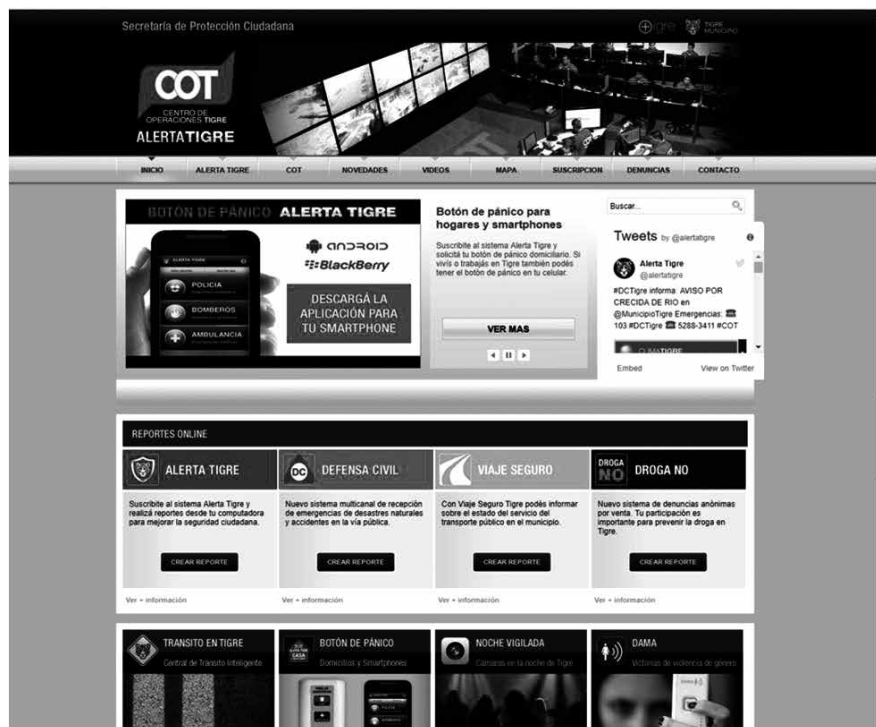 Secretaría de Protección Ciudadana
TIGRE
MUNICIPIO
COT
CENTRO DE
OPERACIONES TIGRE
ALERTATIGRE
COT
INICIO ALERTA TIGRE COT NOVEDADES VIDEOS MAPA SUSCRIPCION DENUNCIAS CONTACTO
BOTÓN DE PÁNICO ALERTA TIGRE
ALERTA TIGRE
POLICIA
BOMBEROS
AMBULANCIA
ANDROID
BlackBerry
DESCARGÁ LA
APLICACIÓN PARA
TU SMARTPHONE
Botón de pánico para
hogares y smartphones
Suscribite al sistema Alerta Tigre y
solicitá tu botón de pánico domiciliario. Si
vivís o trabajás en Tigre también podés
tener el botón de pánico en tu celular.
VER MAS
Buscar...
Tweets by @alertatigre
Alerta Tigre
@alertatigre
#DCTigre informa: AVISO POR
CRECIDA DE RIO en
@MunicipioTigre Emergencias: ☎
103 #DCTigre ☎ 5288-3411 #COT
CLIMATIGRE
Embed View on Twitter
REPORTES ONLINE
ALERTA TIGRE
Suscribite al sistema Alerta Tigre y
realizá reportes desde tu computadora
para mejorar la seguridad ciudadana.
CREAR REPORTE
Ver + información
DC DEFENSA CIVIL
Nuevo sistema multicanal de recepción
de emergencias de desastres naturales
y accidentes en la vía pública.
CREAR REPORTE
Ver + información
VIAJE SEGURO
Con Viaje Seguro Tigre podés informar
sobre el estado del servicio del
transporte público en el municipio.
CREAR REPORTE
Ver + información
DROGA
NO
DROGA NO
Nuevo sistema de denuncias anónimas
por venta. Tu participación es
importante para prevenir la droga en
Tigre.
CREAR REPORTE
Ver + información
TRANSITO EN TIGRE
Central de Tránsito Inteligente
BOTÓN DE PÁNICO
Domicilios y Smartphones
NOCHE VIGILADA
Cámaras en la noche de Tigre
DAMA
Víctimas de violencia de género